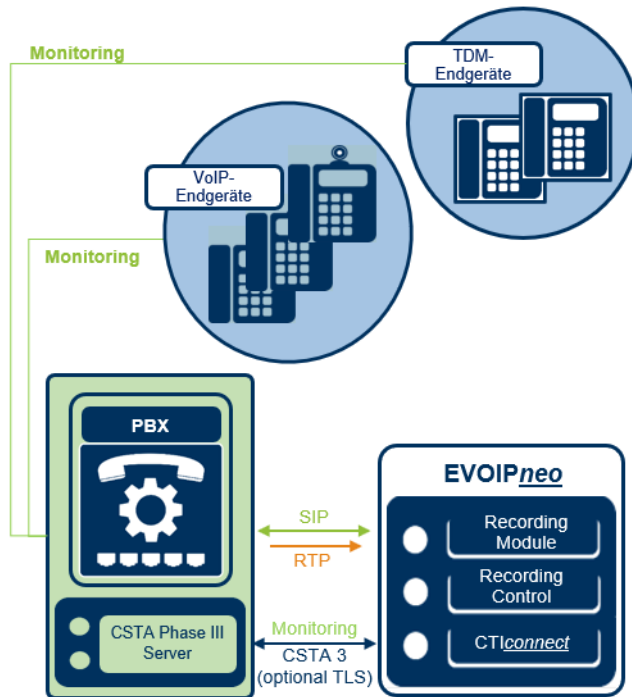 Monitoring
TDM-
Endgeräte
VoIP-
Endgeräte
Monitoring
PBX
EVOIPneo
SIP
RTP
Recording
Module
Recording
Control
CTIconnect
CSTA Phase III
Server
Monitoring
CSTA 3
(optional TLS)